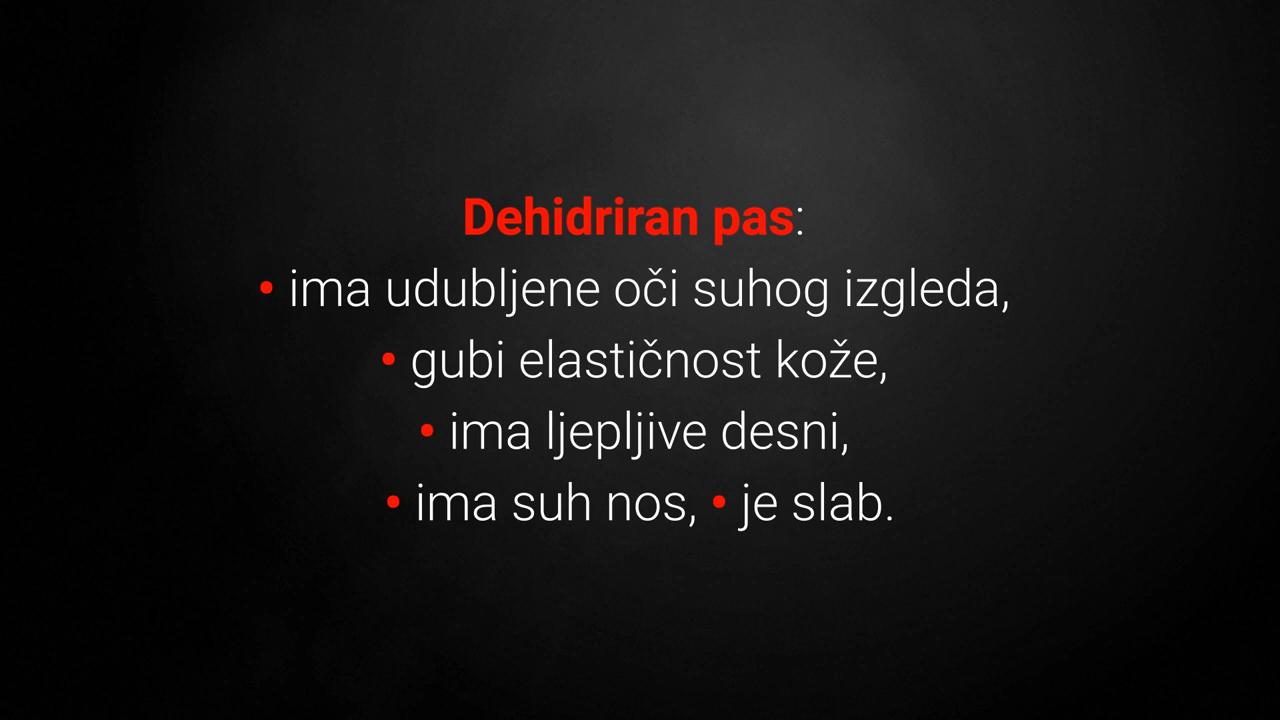 Dehidriran pas:
• ima udubljene oči suhog izgleda,
• gubi elastičnost kože,
• ima ljepljive desni,
• ima suh nos, • je slab.